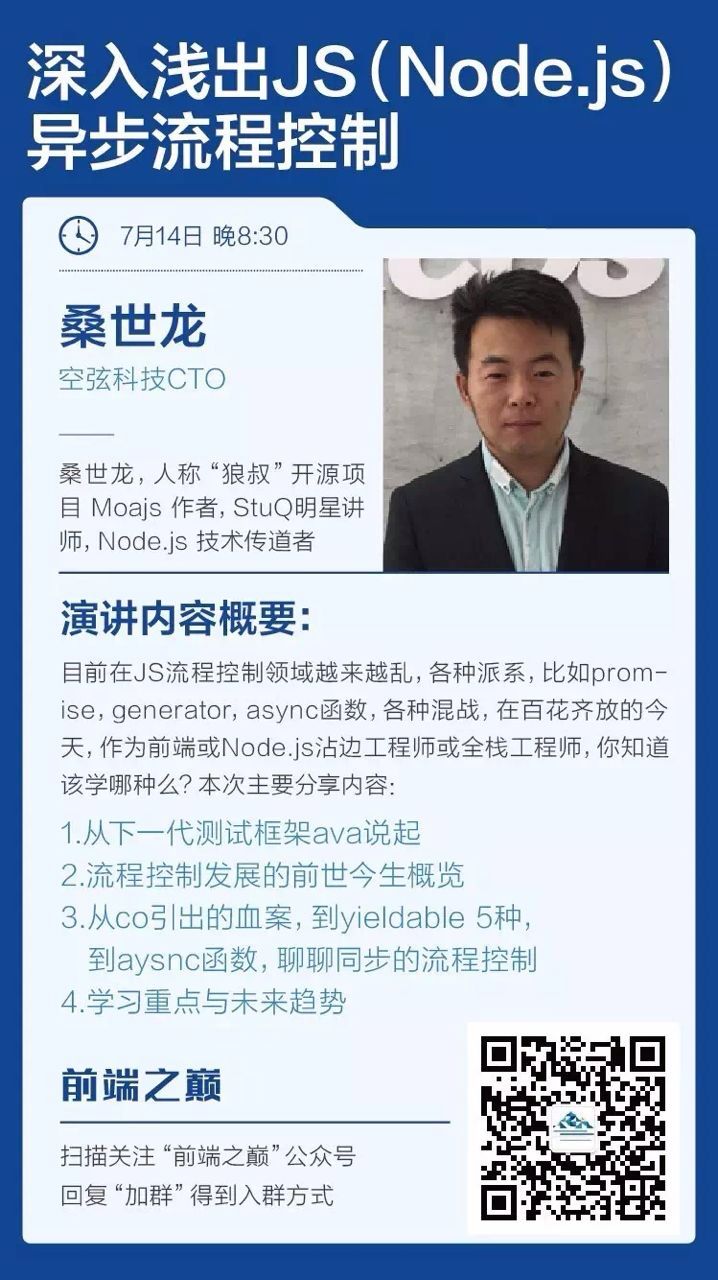 深入浅出JS(Node.js)
异步流程控制
7月14日 晚8:30
桑世龙
空弦科技CTO
桑世龙，人称“狼叔”开源项
目 Moajs 作者，StuQ明星讲
师，Node.js 技术传道者
演讲内容概要：
目前在JS流程控制领域越来越乱，各种派系，比如prom-
ise，generator，async函数，各种混战，在百花齐放的今
天，作为前端或Node.js沾边工程师或全栈工程师，你知道
该学哪种么？本次主要分享内容：
1.从下一代测试框架ava说起
2.流程控制发展的前世今生概览
3.从co引出的血案，到yieldable 5种，
到aysnc函数，聊聊同步的流程控制
4.学习重点与未来趋势
前端之巅
扫描关注“前端之巅”公众号
回复“加群”得到入群方式